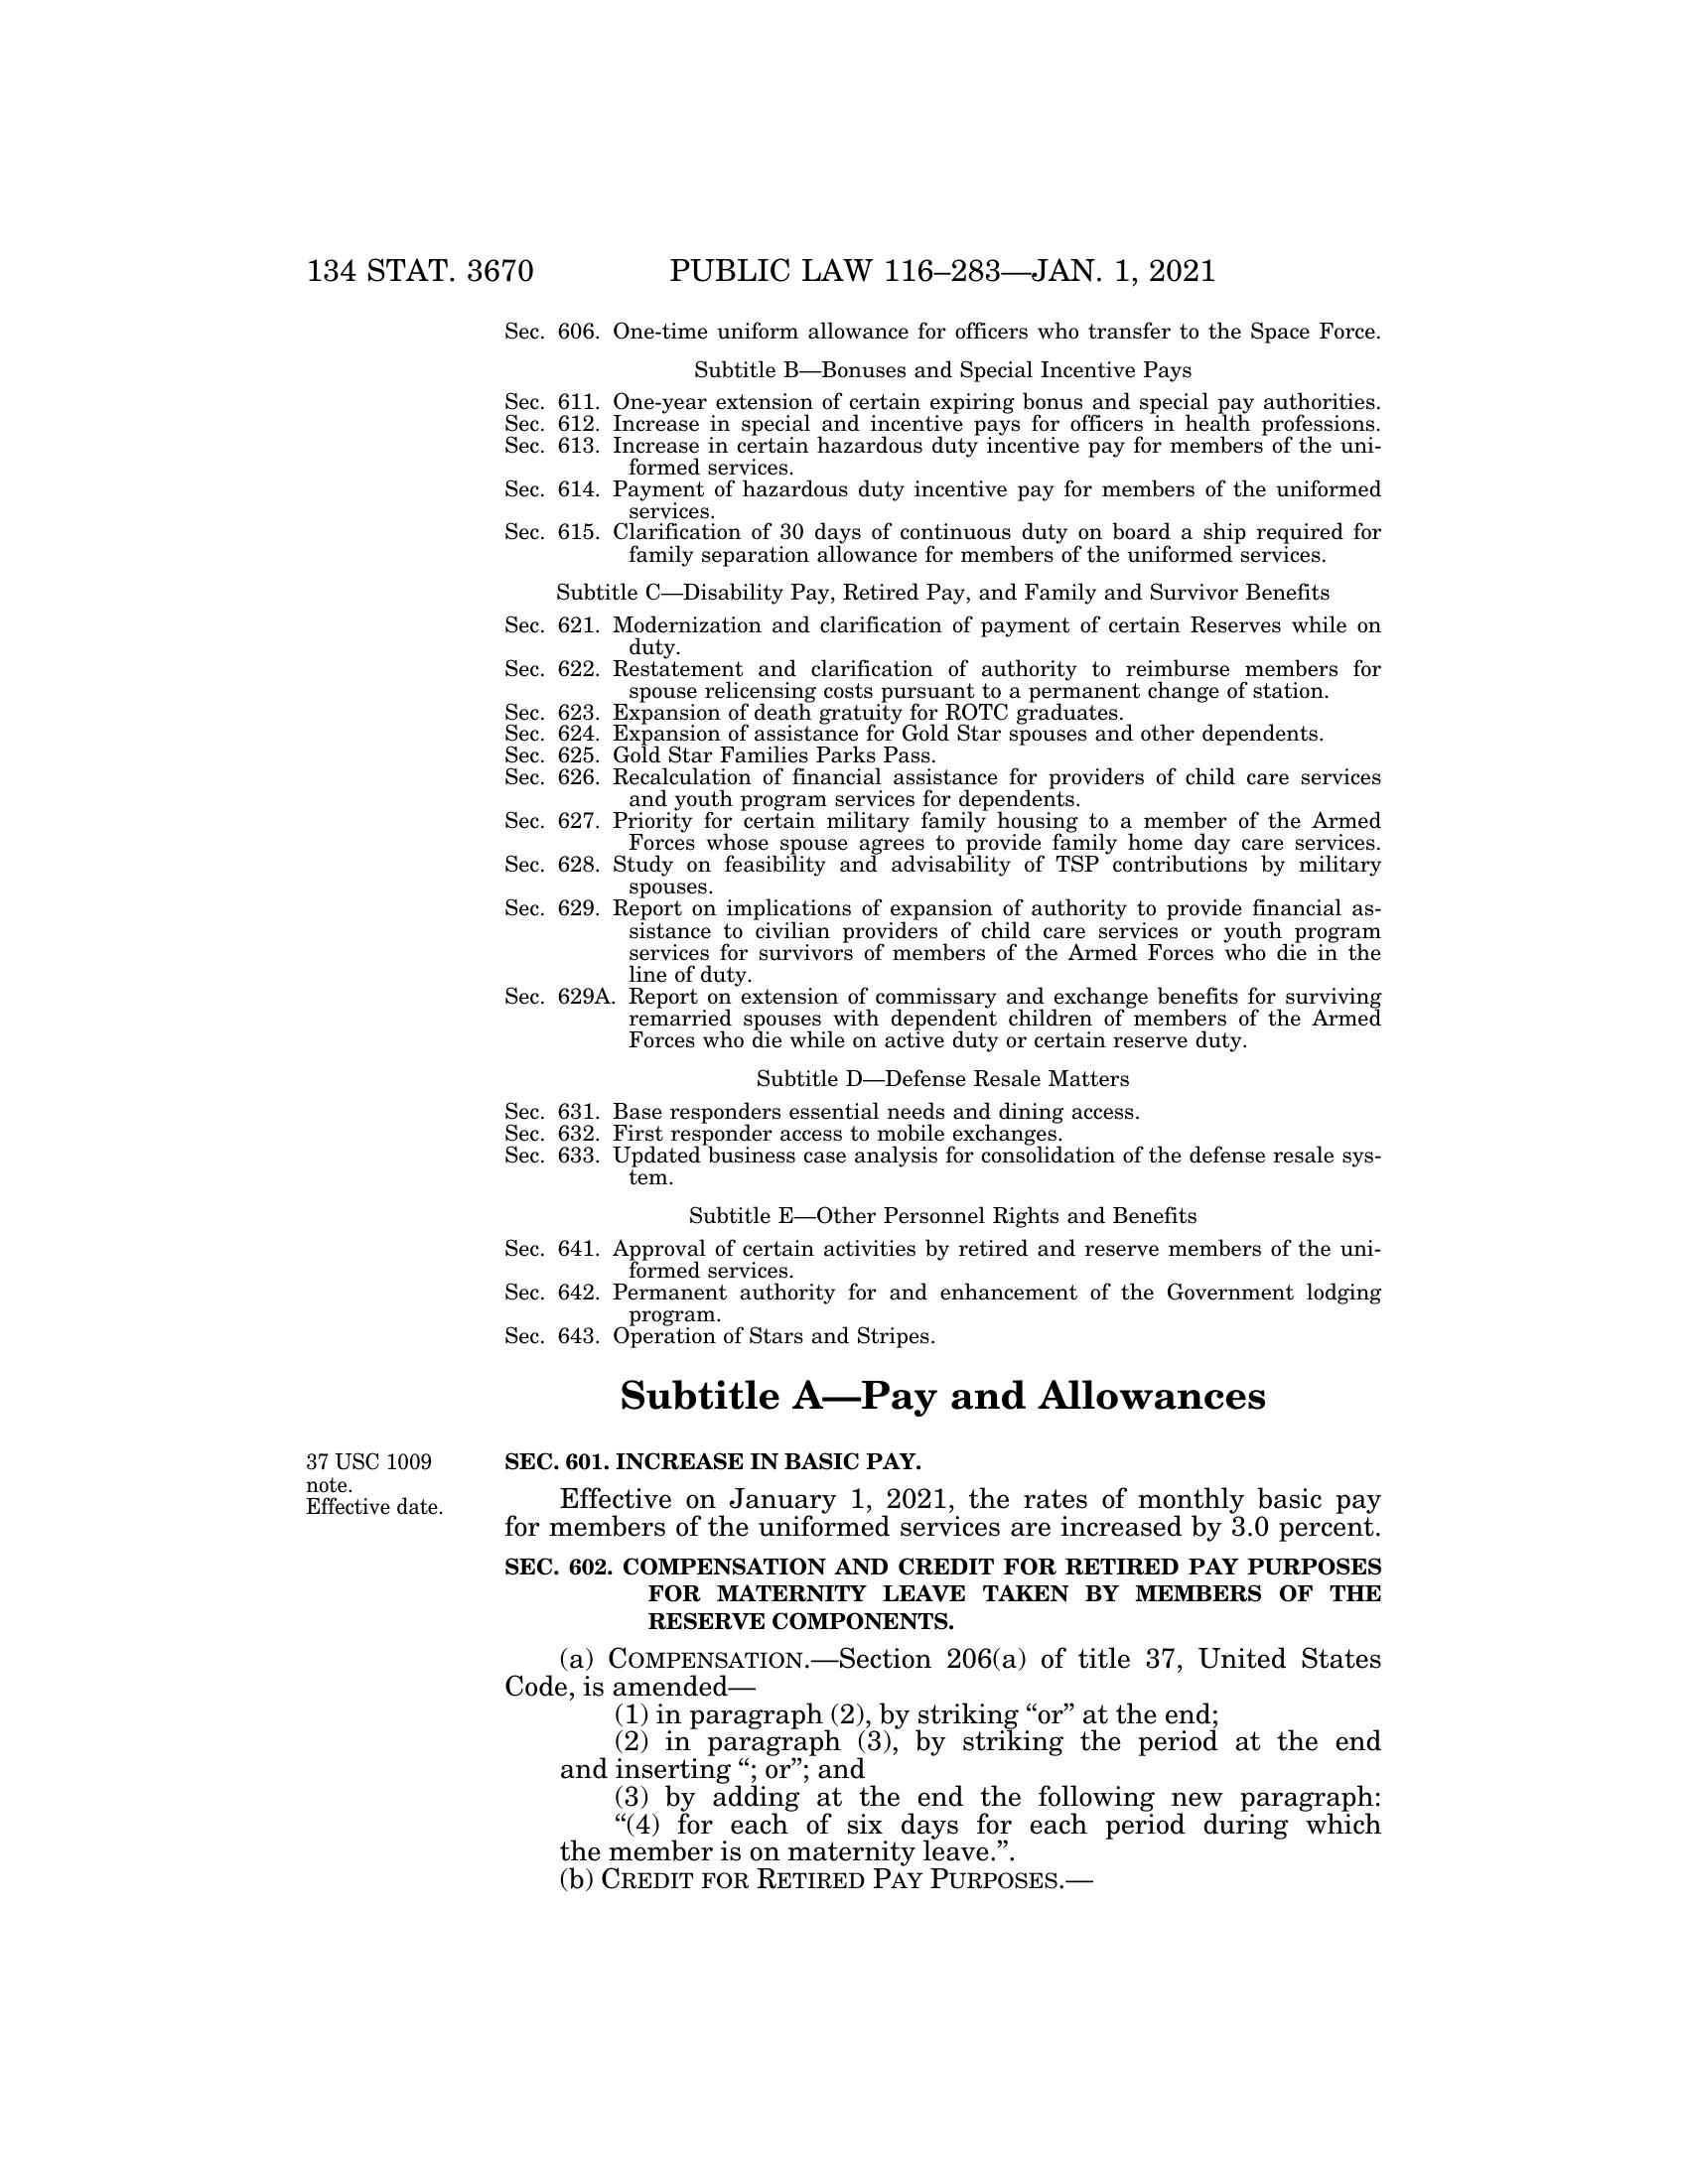 134 STAT. 3670 PUBLIC LAW 116–283—JAN. 1, 2021
Sec. 606. One-time uniform allowance for officers who transfer to the Space Force.
Subtitle B—Bonuses and Special Incentive Pays
Sec. 611. One-year extension of certain expiring bonus and special pay authorities.
Sec. 612. Increase in special and incentive pays for officers in health professions.
Sec. 613. Increase in certain hazardous duty incentive pay for members of the uni-
formed services.
Sec. 614. Payment of hazardous duty incentive pay for members of the uniformed
services.
Sec. 615. Clarification of 30 days of continuous duty on board a ship required for
family separation allowance for members of the uniformed services.
Subtitle C—Disability Pay, Retired Pay, and Family and Survivor Benefits
Sec. 621. Modernization and clarification of payment of certain Reserves while on
duty.
Sec. 622. Restatement and clarification of authority to reimburse members for
spouse relicensing costs pursuant to a permanent change of station.
Sec. 623. Expansion of death gratuity for ROTC graduates.
Sec. 624. Expansion of assistance for Gold Star spouses and other dependents.
Sec. 625. Gold Star Families Parks Pass.
Sec. 626. Recalculation of financial assistance for providers of child care services
and youth program services for dependents.
Sec. 627. Priority for certain military family housing to a member of the Armed
Forces whose spouse agrees to provide family home day care services.
Sec. 628. Study on feasibility and advisability of TSP contributions by military
spouses.
Sec. 629. Report on implications of expansion of authority to provide financial as-
sistance to civilian providers of child care services or youth program
services for survivors of members of the Armed Forces who die in the
line of duty.
Sec. 629A. Report on extension of commissary and exchange benefits for surviving
remarried spouses with dependent children of members of the Armed
Forces who die while on active duty or certain reserve duty.
Subtitle D—Defense Resale Matters
Sec. 631. Base responders essential needs and dining access.
Sec. 632. First responder access to mobile exchanges.
Sec. 633. Updated business case analysis for consolidation of the defense resale sys-
tem.
Subtitle E—Other Personnel Rights and Benefits
Sec. 641. Approval of certain activities by retired and reserve members of the uni-
formed services.
Sec. 642. Permanent authority for and enhancement of the Government lodging
program.
Sec. 643. Operation of Stars and Stripes.
Subtitle A—Pay and Allowances
37 USC 1009
note.
Effective date.
SEC. 601. INCREASE IN BASIC PAY.
Effective on January 1, 2021, the rates of monthly basic pay
for members of the uniformed services are increased by 3.0 percent.
SEC. 602. COMPENSATION AND CREDIT FOR RETIRED PAY PURPOSES
FOR MATERNITY LEAVE TAKEN BY MEMBERS OF THE
RESERVE COMPONENTS.
(a) COMPENSATION.—Section 206(a) of title 37, United States
Code, is amended—
(1) in paragraph (2), by striking “or” at the end;
(2) in paragraph (3), by striking the period at the end
and inserting “; or”; and
(3) by adding at the end the following new paragraph:
“(4) for each of six days for each period during which
the member is on maternity leave.”.
(b) CREDIT FOR RETIRED PAY PURPOSES.—